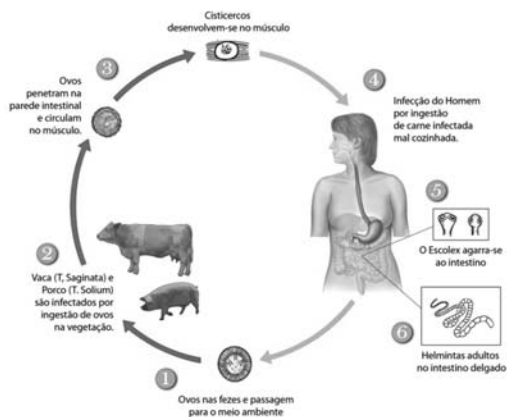 Cisticercos
desenvolvem-se no músculo
3
Ovos
penetram na
parede intestinal
e circulam
no músculo.
4
Infecção do Homem
por ingestão
de carne infectada
mal cozinhada.
5
O Escolex agarra-se
ao intestino
2
Vaca (T, Saginata) e
Porco (T. Solium)
são infectados por
ingestão de ovos
na vegetação.
6
Helmintas adultos
no intestino delgado
1
Ovos nas fezes e passagem
para o meio ambiente